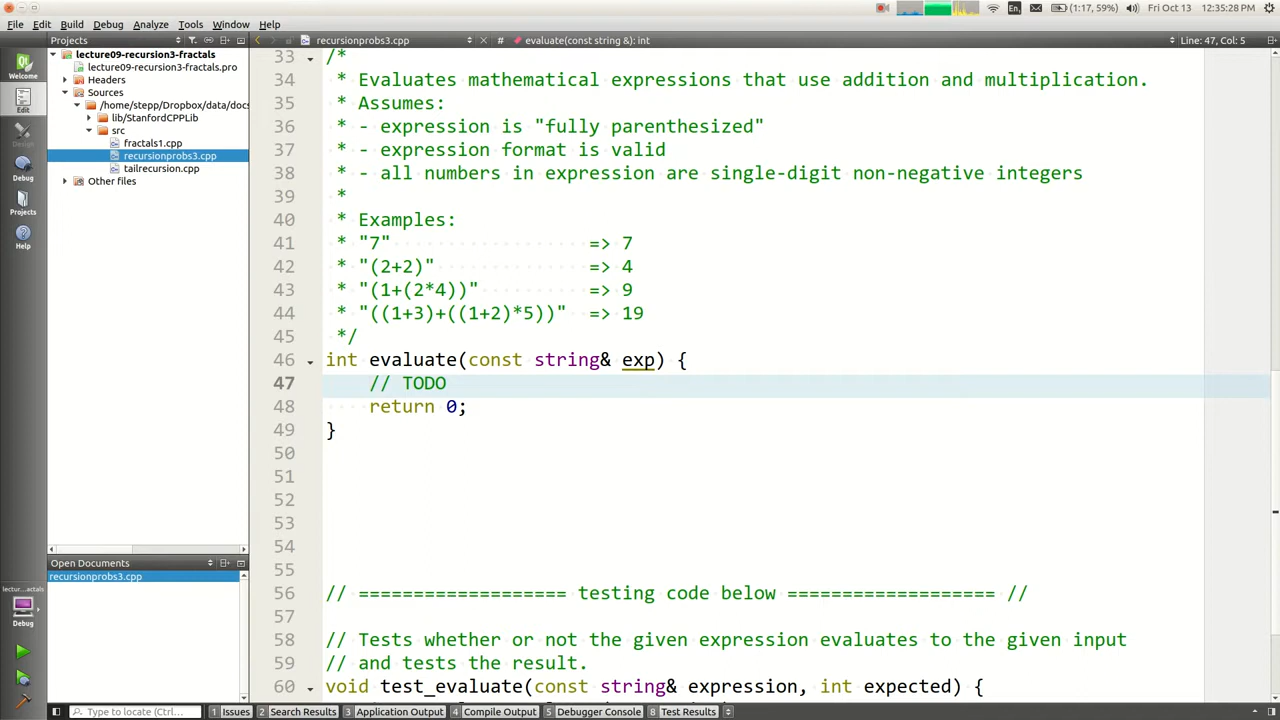 (1:17, 59%) Fri Oct 13 12:35:28 PM
File Edit Build Debug Analyze Tools Window Help
Projects recursionprobs3.cpp evaluate(const string &): int Line: 47, Col: 5
Welcome
Edit
Design
Debug
Projects
Help
lecture09-recursion3-fractals
lecture09-recursion3-fractals.pro
Headers
Sources
/home/stepp/Dropbox/data/docs
lib/StanfordCPPLib
src
fractals1.cpp
recursionprobs3.cpp
tailrecursion.cpp
Other files
33 /*
34 * Evaluates mathematical expressions that use addition and multiplication.
35 * Assumes:
36 * - expression is "fully parenthesized"
37 * - expression format is valid
38 * - all numbers in expression are single-digit non-negative integers
39 *
40 * Examples:
41 * "7" => 7
42 * "(2+2)" => 4
43 * "(1+(2*4))" => 9
44 * "((1+3)+((1+2)*5))" => 19
45 */
46 int evaluate(const string& exp) {
47 // TODO
48 return 0;
49 }
50
51
52
53
54
55
56 // =================== testing code below =================== //
57
58 // Tests whether or not the given expression evaluates to the given input
59 // and tests the result.
60 void test_evaluate(const string& expression, int expected) {
Open Documents
recursionprobs3.cpp
lectur...actals
Debug
Type to locate (Ctrl... 1 Issues 2 Search Results 3 Application Output 4 Compile Output 5 Debugger Console 8 Test Results